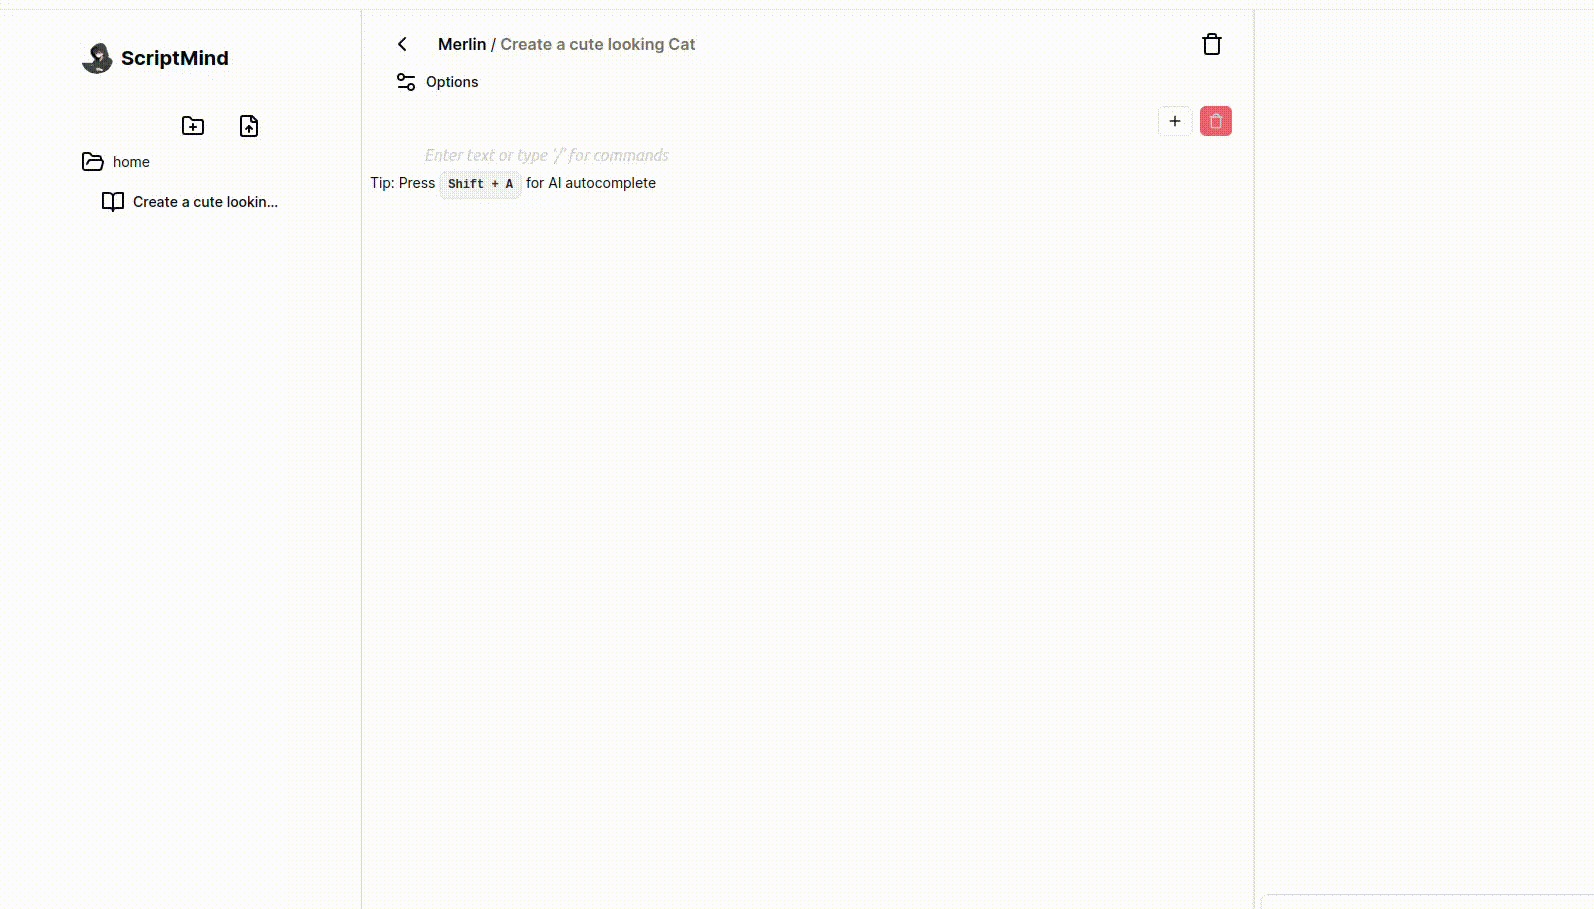 ScriptMind
home
Create a cute lookin...
Merlin / Create a cute looking Cat
Options
Enter text or type '/' for commands
Tip: Press Shift + A for AI autocomplete